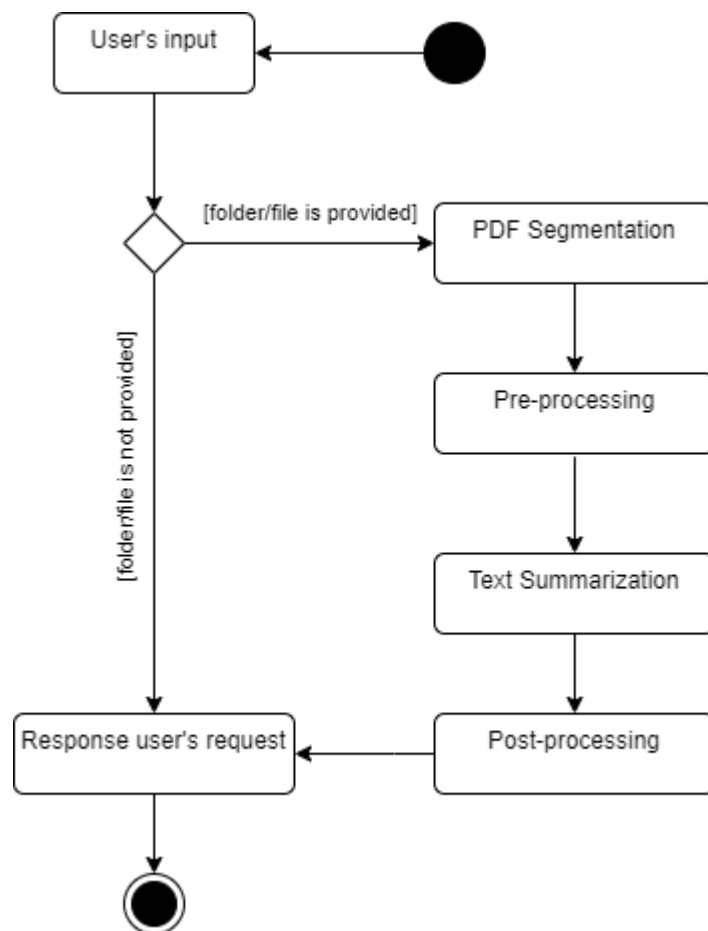 User's input
[folder/file is provided]
PDF Segmentation
[folder/file is not provided]
Pre-processing
Text Summarization
Response user's request
Post-processing